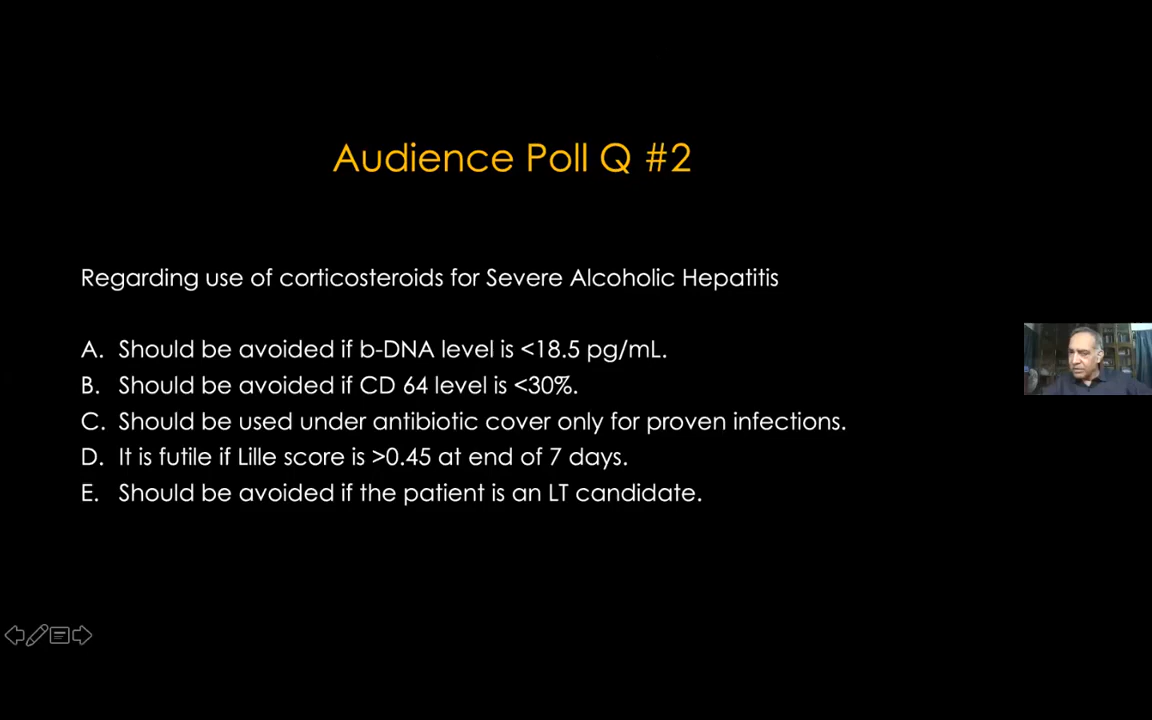 Audience Poll Q #2
Regarding use of corticosteroids for Severe Alcoholic Hepatitis
A. Should be avoided if b-DNA level is <18.5 pg/mL.
B. Should be avoided if CD 64 level is <30%.
C. Should be used under antibiotic cover only for proven infections.
D. It is futile if Lille score is >0.45 at end of 7 days.
E. Should be avoided if the patient is an LT candidate.